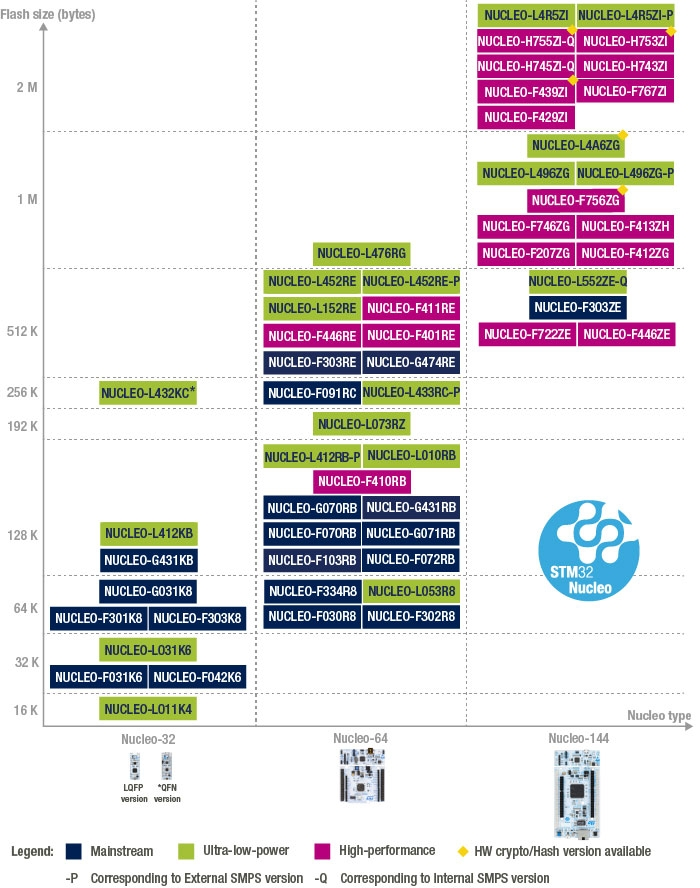 Flash size (bytes)
NUCLEO-L4R5ZI NUCLEO-L4R5ZI-P
NUCLEO-H755ZI-Q NUCLEO-H753ZI
NUCLEO-H745ZI-Q NUCLEO-H743ZI
2 M
NUCLEO-F439ZI NUCLEO-F767ZI
NUCLEO-F429ZI
NUCLEO-L4A6ZG
NUCLEO-L496ZG NUCLEO-L496ZG-P
1 M
NUCLEO-F756ZG
NUCLEO-F746ZG NUCLEO-F413ZH
NUCLEO-L476RG NUCLEO-F207ZG NUCLEO-F412ZG
NUCLEO-L452RE NUCLEO-L452RE-P NUCLEO-L552ZE-Q
NUCLEO-L152RE NUCLEO-F411RE NUCLEO-F303ZE
512 K
NUCLEO-F446RE NUCLEO-F401RE NUCLEO-F722ZE NUCLEO-F446ZE
NUCLEO-F303RE NUCLEO-G474RE
256 K NUCLEO-L432KC* NUCLEO-F091RC NUCLEO-L433RC-P
192 K NUCLEO-L073RZ
NUCLEO-L412RB-P NUCLEO-L010RB
NUCLEO-F410RB
NUCLEO-G070RB NUCLEO-G431RB
128 K NUCLEO-L412KB NUCLEO-F070RB NUCLEO-G071RB
NUCLEO-G431KB NUCLEO-F103RB NUCLEO-F072RB
STM32
Nucleo
NUCLEO-G031K8 NUCLEO-F334R8 NUCLEO-L053R8
64 K
NUCLEO-F301K8 NUCLEO-F303K8 NUCLEO-F030R8 NUCLEO-F302R8
NUCLEO-L031K6
32 K
NUCLEO-F031K6 NUCLEO-F042K6
16 K NUCLEO-L011K4
Nucleo type
Nucleo-32 Nucleo-64 Nucleo-144
LQFP *QFN
version version
Legend: Mainstream Ultra-low-power High-performance HW crypto/Hash version available
-P Corresponding to External SMPS version -Q Corresponding to Internal SMPS version